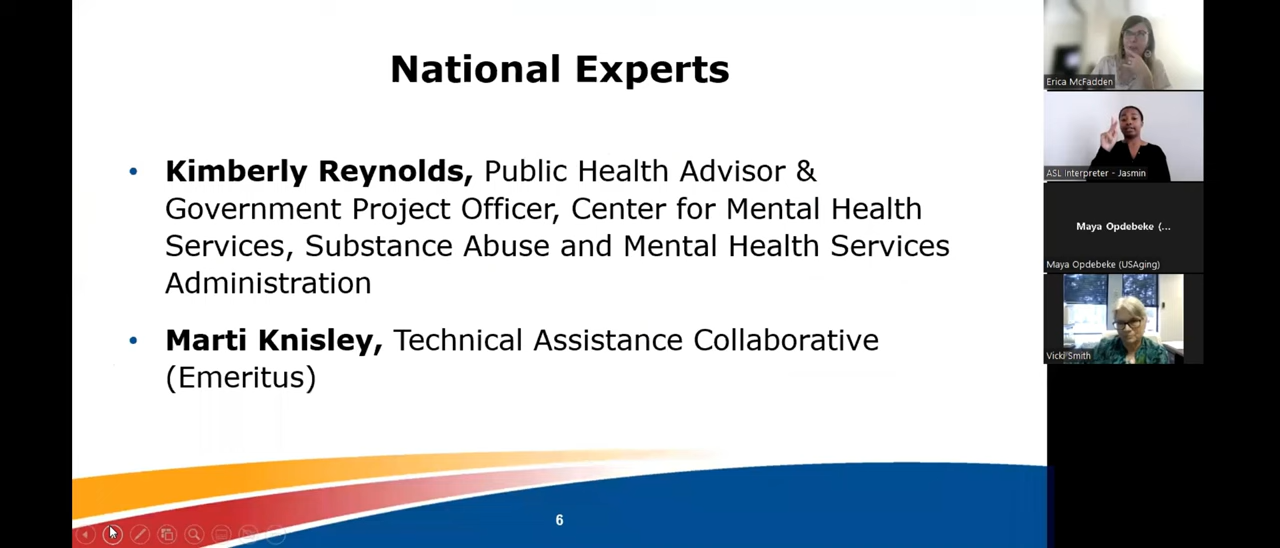 National Experts
• Kimberly Reynolds, Public Health Advisor &
Government Project Officer, Center for Mental Health
Services, Substance Abuse and Mental Health Services
Administration
• Marti Knisley, Technical Assistance Collaborative
(Emeritus)
6
Erica McFadden
ASL Interpreter - Jasmin
Maya Opdebeke (...
Maya Opdebeke (USAging)
Vicki Smith